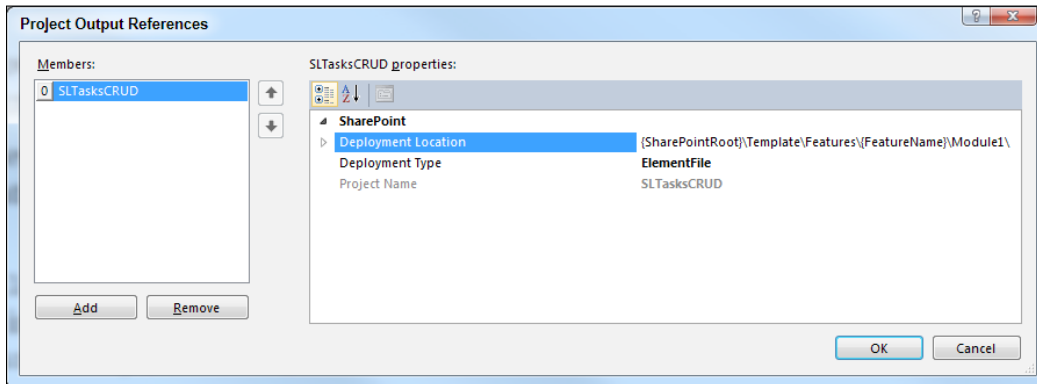 Project Output References
Members:
SLTasksCRUD properties:
0 SLTasksCRUD
SharePoint
Deployment Location {SharePointRoot}\Template\Features\{FeatureName}\Module1\
Deployment Type ElementFile
Project Name SLTasksCRUD
Add Remove
OK Cancel